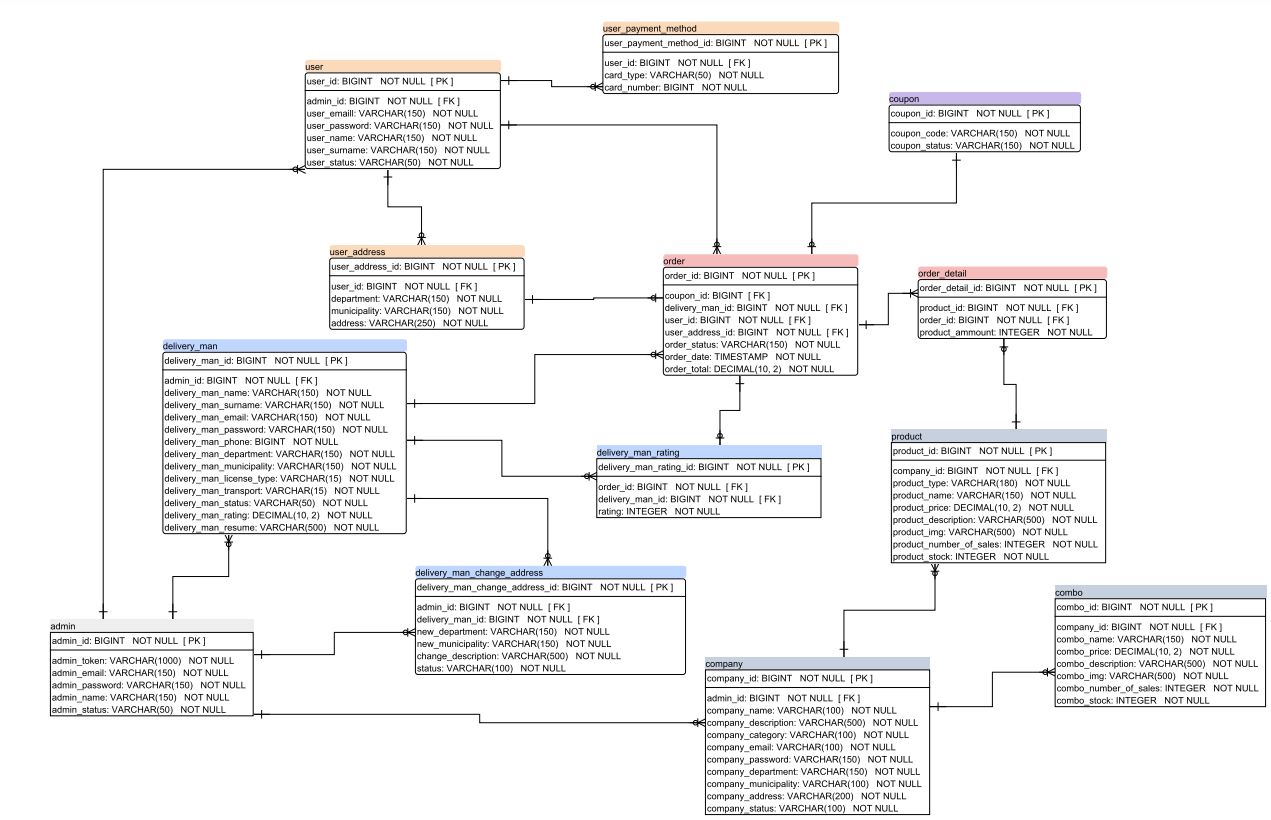 user_payment_method
user_payment_method_id: BIGINT NOT NULL [ PK ]
user_id: BIGINT NOT NULL [ FK ]
card_type: VARCHAR(50) NOT NULL
card_number: BIGINT NOT NULL
user
user_id: BIGINT NOT NULL [ PK ]
admin_id: BIGINT NOT NULL [ FK ]
user_emaill: VARCHAR(150) NOT NULL
user_password: VARCHAR(150) NOT NULL
user_name: VARCHAR(150) NOT NULL
user_surname: VARCHAR(150) NOT NULL
user_status: VARCHAR(50) NOT NULL
coupon
coupon_id: BIGINT NOT NULL [ PK ]
coupon_code: VARCHAR(150) NOT NULL
coupon_status: VARCHAR(150) NOT NULL
user_address
user_address_id: BIGINT NOT NULL [ PK ]
user_id: BIGINT NOT NULL [ FK ]
department: VARCHAR(150) NOT NULL
municipality: VARCHAR(150) NOT NULL
address: VARCHAR(250) NOT NULL
order
order_id: BIGINT NOT NULL [ PK ]
coupon_id: BIGINT [ FK ]
delivery_man_id: BIGINT NOT NULL [ FK ]
user_id: BIGINT NOT NULL [ FK ]
user_address_id: BIGINT NOT NULL [ FK ]
order_status: VARCHAR(150) NOT NULL
order_date: TIMESTAMP NOT NULL
order_total: DECIMAL(10, 2) NOT NULL
order_detail
order_detail_id: BIGINT NOT NULL [ PK ]
product_id: BIGINT NOT NULL [ FK ]
order_id: BIGINT NOT NULL [ FK ]
product_ammount: INTEGER NOT NULL
delivery_man
delivery_man_id: BIGINT NOT NULL [ PK ]
admin_id: BIGINT NOT NULL [ FK ]
delivery_man_name: VARCHAR(150) NOT NULL
delivery_man_surname: VARCHAR(150) NOT NULL
delivery_man_email: VARCHAR(150) NOT NULL
delivery_man_password: VARCHAR(150) NOT NULL
delivery_man_phone: BIGINT NOT NULL
delivery_man_department: VARCHAR(150) NOT NULL
delivery_man_municipality: VARCHAR(150) NOT NULL
delivery_man_license_type: VARCHAR(15) NOT NULL
delivery_man_transport: VARCHAR(15) NOT NULL
delivery_man_status: VARCHAR(50) NOT NULL
delivery_man_rating: DECIMAL(10, 2) NOT NULL
delivery_man_resume: VARCHAR(500) NOT NULL
delivery_man_rating
delivery_man_rating_id: BIGINT NOT NULL [ PK ]
order_id: BIGINT NOT NULL [ FK ]
delivery_man_id: BIGINT NOT NULL [ FK ]
rating: INTEGER NOT NULL
product
product_id: BIGINT NOT NULL [ PK ]
company_id: BIGINT NOT NULL [ FK ]
product_type: VARCHAR(180) NOT NULL
product_name: VARCHAR(150) NOT NULL
product_price: DECIMAL(10, 2) NOT NULL
product_description: VARCHAR(500) NOT NULL
product_img: VARCHAR(500) NOT NULL
product_number_of_sales: INTEGER NOT NULL
product_stock: INTEGER NOT NULL
delivery_man_change_address
delivery_man_change_address_id: BIGINT NOT NULL [ PK ]
admin_id: BIGINT NOT NULL [ FK ]
delivery_man_id: BIGINT NOT NULL [ FK ]
new_department: VARCHAR(150) NOT NULL
new_municipality: VARCHAR(150) NOT NULL
change_description: VARCHAR(500) NOT NULL
status: VARCHAR(100) NOT NULL
combo
combo_id: BIGINT NOT NULL [ PK ]
company_id: BIGINT NOT NULL [ FK ]
combo_name: VARCHAR(150) NOT NULL
combo_price: DECIMAL(10, 2) NOT NULL
combo_description: VARCHAR(500) NOT NULL
combo_img: VARCHAR(500) NOT NULL
combo_number_of_sales: INTEGER NOT NULL
combo_stock: INTEGER NOT NULL
admin
admin_id: BIGINT NOT NULL [ PK ]
admin_token: VARCHAR(1000) NOT NULL
admin_email: VARCHAR(150) NOT NULL
admin_password: VARCHAR(150) NOT NULL
admin_name: VARCHAR(150) NOT NULL
admin_status: VARCHAR(50) NOT NULL
company
company_id: BIGINT NOT NULL [ PK ]
admin_id: BIGINT NOT NULL [ FK ]
company_name: VARCHAR(100) NOT NULL
company_description: VARCHAR(500) NOT NULL
company_category: VARCHAR(100) NOT NULL
company_email: VARCHAR(100) NOT NULL
company_password: VARCHAR(150) NOT NULL
company_department: VARCHAR(150) NOT NULL
company_municipality: VARCHAR(100) NOT NULL
company_address: VARCHAR(200) NOT NULL
company_status: VARCHAR(100) NOT NULL